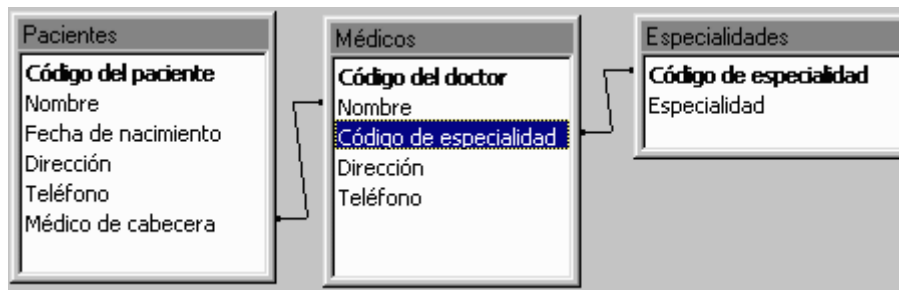 Pacientes
Código del paciente
Nombre
Fecha de nacimiento
Dirección
Teléfono
Médico de cabecera
Médicos
Código del doctor
Nombre
Código de especialidad
Dirección
Teléfono
Especialidades
Código de especialidad
Especialidad